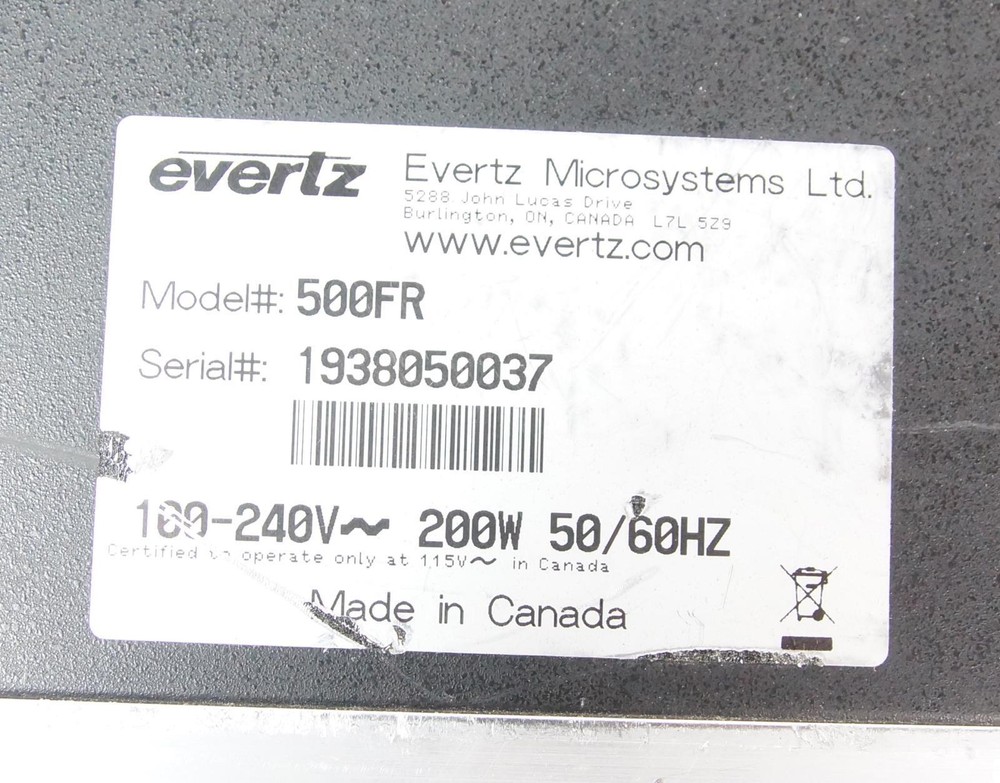 evertz
Evertz Microsystems Ltd.
5288 John Lucas Drive
Burlington, ON, CANADA L7L 5Z9
www.evertz.com
Model#: 500FR
Serial#: 1938050037
100-240V~ 200W 50/60HZ
Certified to operate only at 115V~ in Canada
Made in Canada